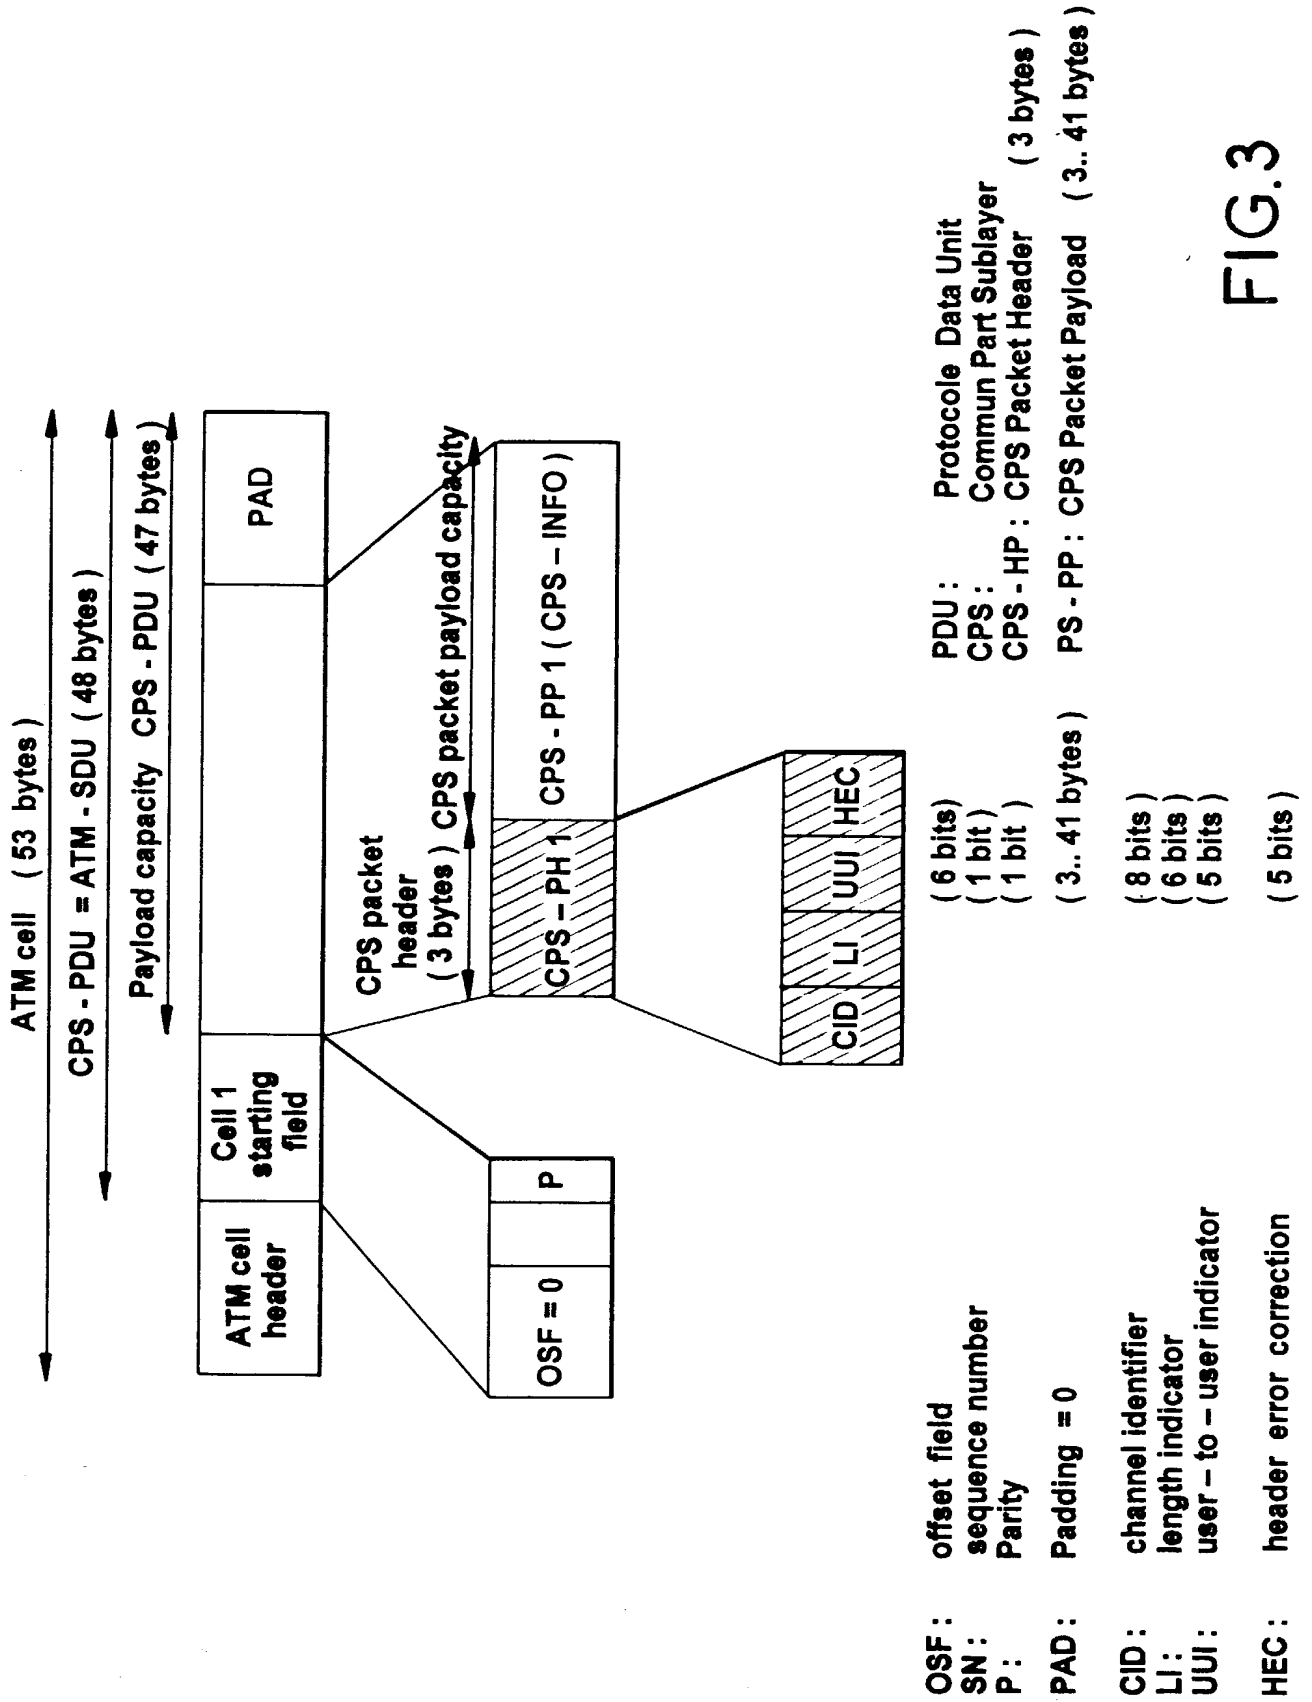 ATM cell ( 53 bytes )
CPS - PDU = ATM - SDU ( 48 bytes )
Payload capacity CPS - PDU ( 47 bytes )
ATM cell
header
Cell 1
starting
field
PAD
CPS packet
header
( 3 bytes )
CPS packet payload capacity
OSF = 0
P
CPS – PH 1
CPS - PP 1 ( CPS – INFO )
CID
LI
UUI
HEC
OSF : offset field ( 6 bits)
SN : sequence number ( 1 bit )
P : Parity ( 1 bit )
PAD : Padding = 0 ( 3.. 41 bytes )
CID : channel identifier ( 8 bits )
LI : length indicator ( 6 bits )
UUI : user – to – user indicator ( 5 bits )
HEC : header error correction ( 5 bits )
PDU : Protocole Data Unit
CPS : Commun Part Sublayer
CPS - HP : CPS Packet Header ( 3 bytes )
PS - PP : CPS Packet Payload ( 3.. 41 bytes )
FIG.3